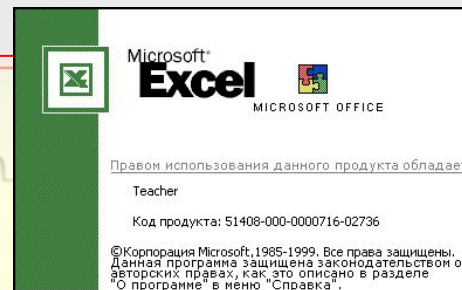 Microsoft®
Excel
MICROSOFT OFFICE
Правом использования данного продукта обладает
Teacher
Код продукта: 51408-000-0000716-02736
©Корпорация Microsoft,1985-1999. Все права защищены.
Данная программа защищена законодательством о
авторских правах, как это описано в разделе
"О программе" в меню "Справка".